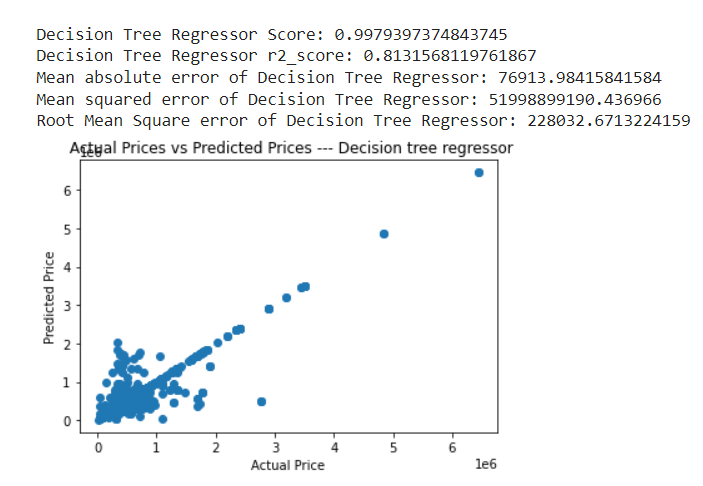 Decision Tree Regressor Score: 0.9979397374843745
Decision Tree Regressor r2_score: 0.8131568119761867
Mean absolute error of Decision Tree Regressor: 76913.98415841584
Mean squared error of Decision Tree Regressor: 51998899190.436966
Root Mean Square error of Decision Tree Regressor: 228032.6713224159
Actual Prices vs Predicted Prices --- Decision tree regressor
1e6
6
5
4
3
2
1
0
Predicted Price
0 1 2 3 4 5 6
Actual Price
1e6